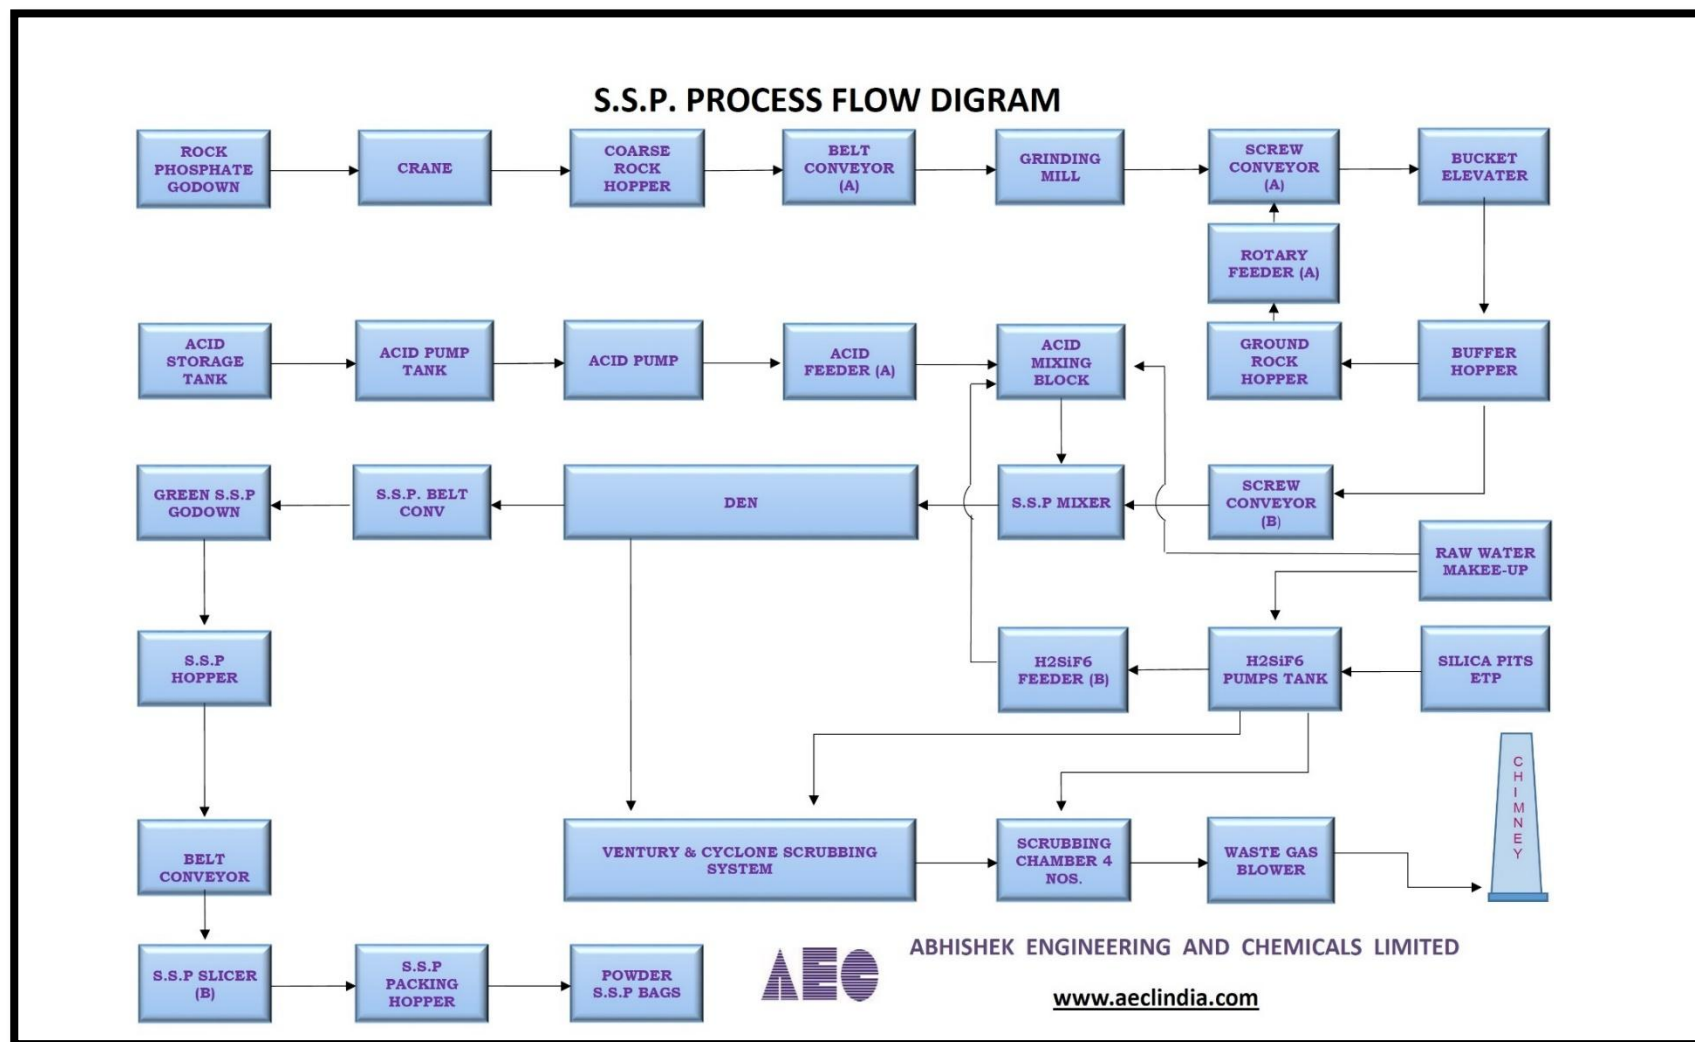 S.S.P. PROCESS FLOW DIGRAM
ROCK
PHOSPHATE
GODOWN
CRANE
COARSE
ROCK
HOPPER
BELT
CONVEYOR
(A)
GRINDING
MILL
SCREW
CONVEYOR
(A)
BUCKET
ELEVATER
ROTARY
FEEDER (A)
ACID
STORAGE
TANK
ACID PUMP
TANK
ACID PUMP
ACID
FEEDER (A)
ACID
MIXING
BLOCK
GROUND
ROCK
HOPPER
BUFFER
HOPPER
GREEN S.S.P
GODOWN
S.S.P. BELT
CONV
DEN
S.S.P MIXER
SCREW
CONVEYOR
(B)
RAW WATER
MAKEE-UP
S.S.P
HOPPER
H2SiF6
FEEDER (B)
H2SiF6
PUMPS TANK
SILICA PITS
ETP
CHIMNEY
BELT
CONVEYOR
VENTURY & CYCLONE SCRUBBING
SYSTEM
SCRUBBING
CHAMBER 4
NOS.
WASTE GAS
BLOWER
S.S.P SLICER
(B)
S.S.P
PACKING
HOPPER
POWDER
S.S.P BAGS
AEC
ABHISHEK ENGINEERING AND CHEMICALS LIMITED
www.aeclindia.com